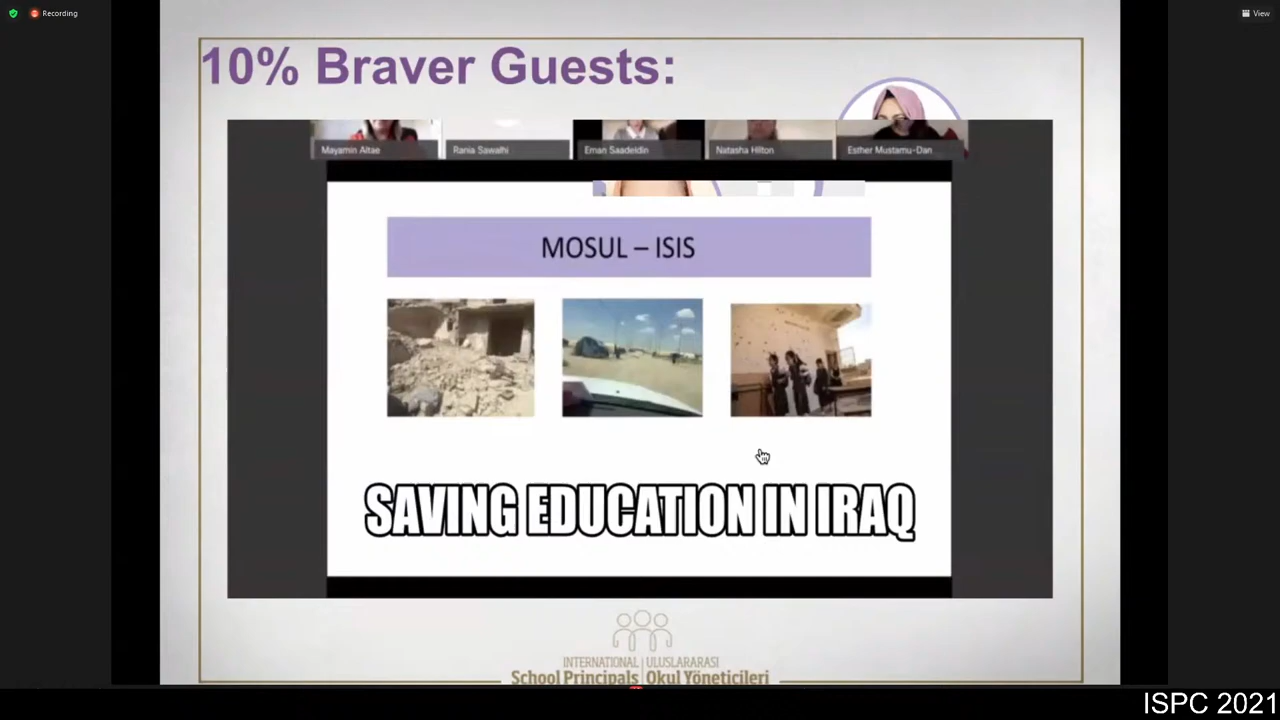 Recording
View
10% Braver Guests:
Mayamin Altae
Rania Sawalhi
Eman Saadeldin
Natasha Hilton
Esther Mustamu-Dan
MOSUL – ISIS
SAVING EDUCATION IN IRAQ
INTERNATIONAL | ULUSLARARASI
School Principals | Okul Yöneticileri
ISPC 2021